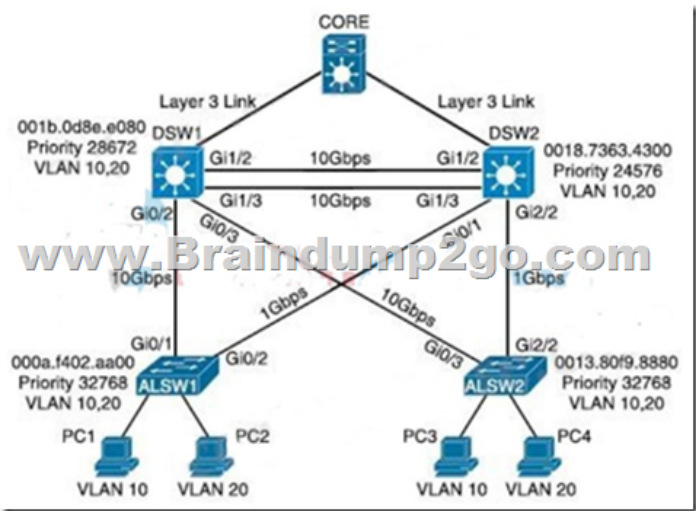 CORE
Layer 3 Link
Layer 3 Link
001b.0d8e.e080
Priority 28672
VLAN 10,20
DSW1
DSW2
0018.7363.4300
Priority 24576
VLAN 10,20
Gi1/2
10Gbps
Gi1/2
Gi1/3
10Gbps
Gi1/3
Gi0/2
Gi0/3
Gi0/1
Gi2/2
www.Braindump2go.com
10Gbps
1Gbps
10Gbps
1Gbps
Gi0/1
Gi0/2
Gi0/3
Gi2/2
000a.f402.aa00
Priority 32768
VLAN 10,20
ALSW1
ALSW2
0013.80f9.8880
Priority 32768
VLAN 10,20
PC1
PC2
PC3
PC4
VLAN 10
VLAN 20
VLAN 10
VLAN 20